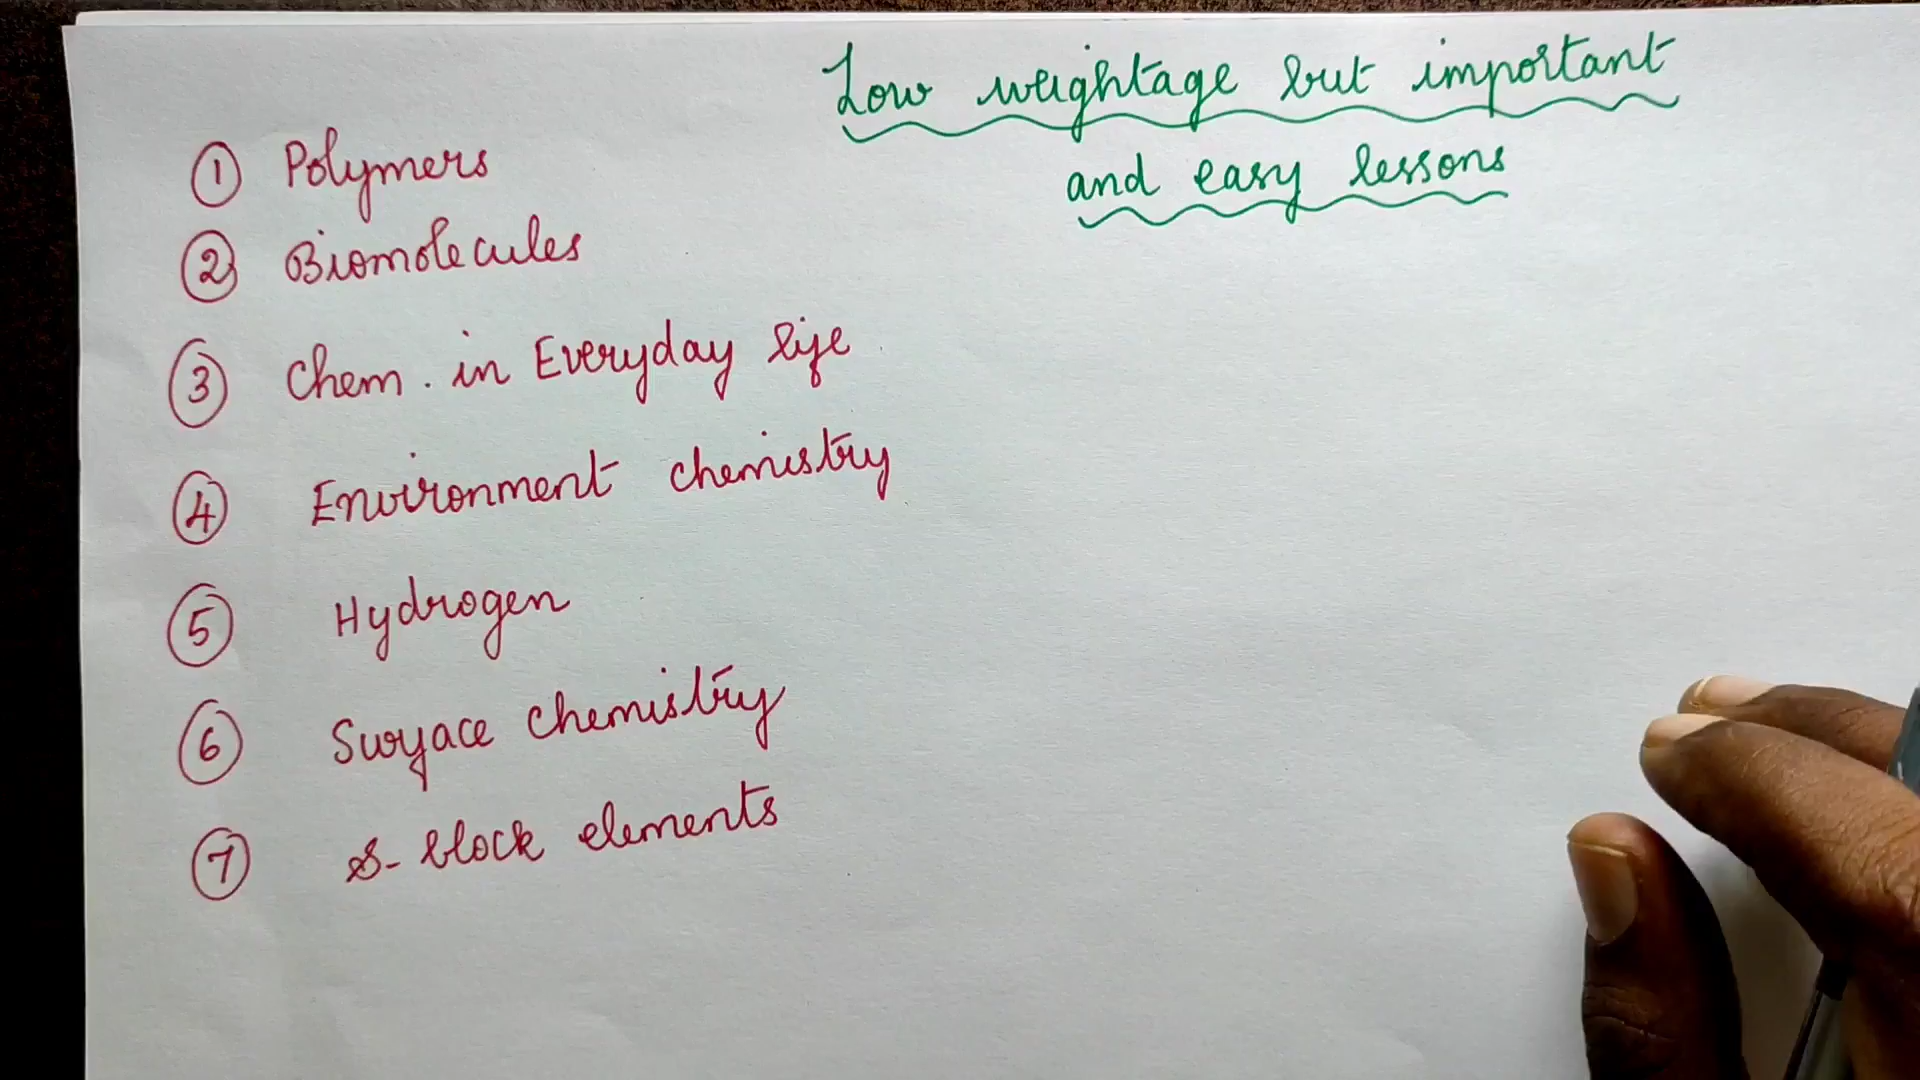 Low weightage but important
and easy lessons
① Polymers
② Biomolecules
③ Chem. in Everyday life
④ Environment chemistry
⑤ Hydrogen
⑥ Surface chemistry
⑦ S-block elements